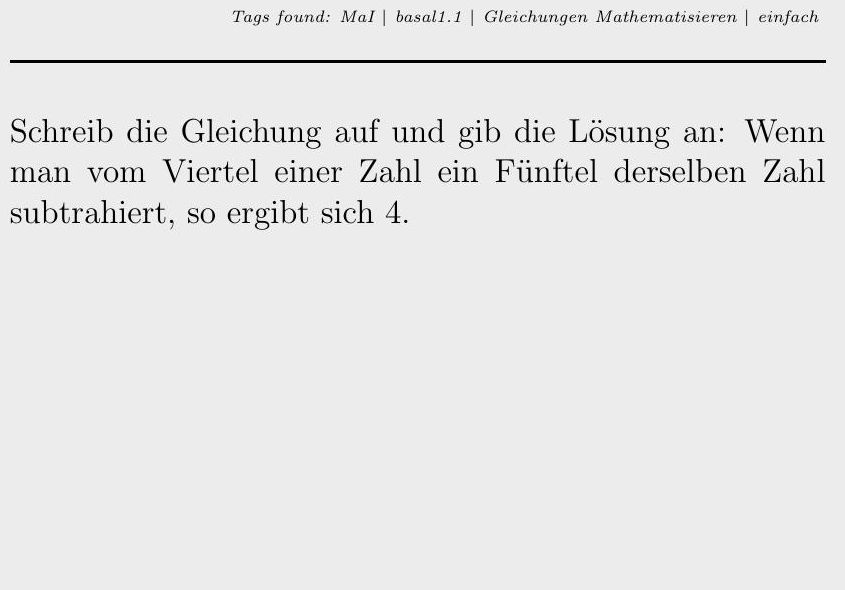 Tags found: MaI | basal1.1 | Gleichungen Mathematisieren | einfach
Schreib die Gleichung auf und gib die Lösung an: Wenn
man vom Viertel einer Zahl ein Fünftel derselben Zahl
subtrahiert, so ergibt sich 4.